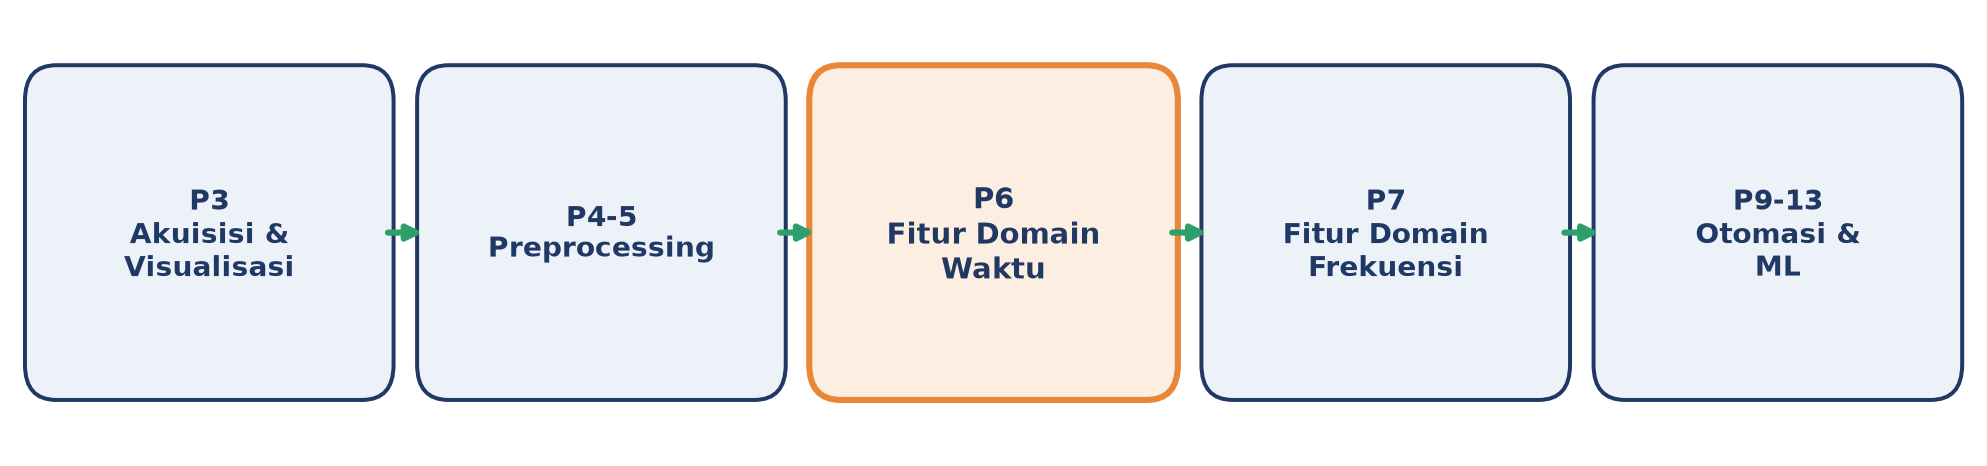 P3
Akuisisi &
Visualisasi
P4-5
Preprocessing
P6
Fitur Domain
Waktu
P7
Fitur Domain
Frekuensi
P9-13
Otomasi &
ML